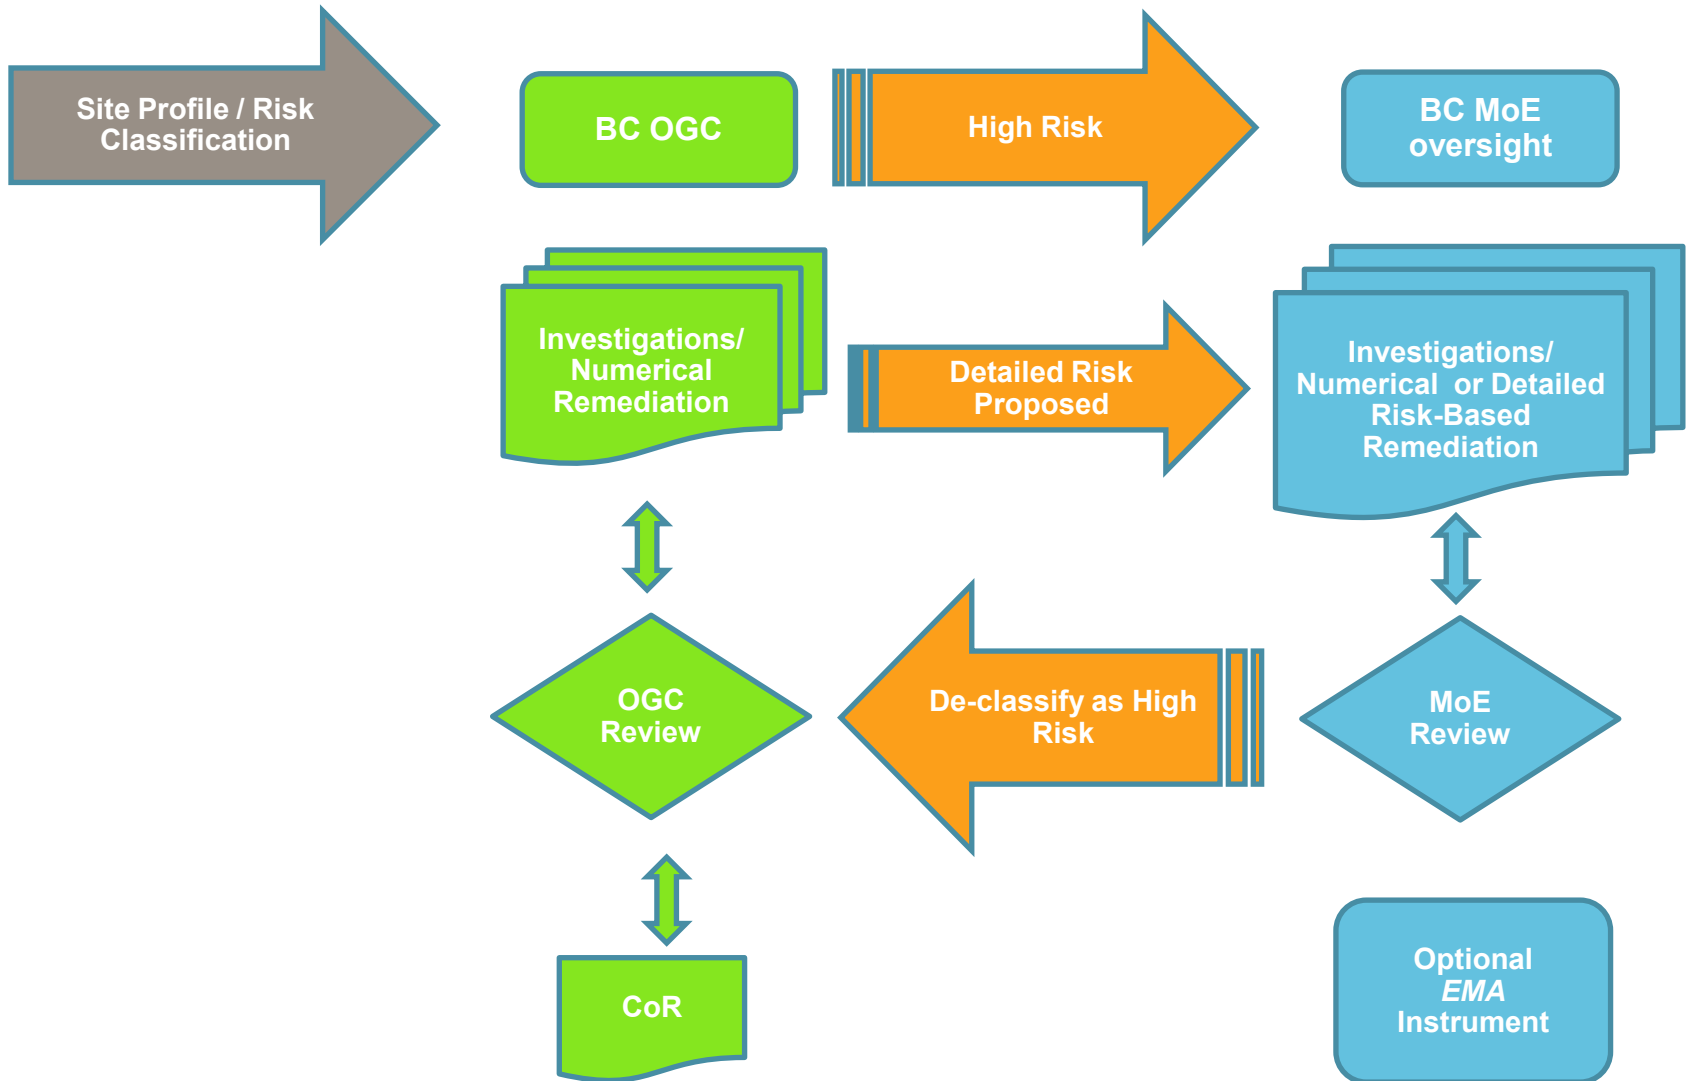 Site Profile / Risk
Classification
BC OGC
High Risk
BC MoE
oversight
Investigations/
Numerical
Remediation
Detailed Risk
Proposed
Investigations/
Numerical or Detailed
Risk-Based
Remediation
OGC
Review
De-classify as High
Risk
MoE
Review
CoR
Optional
EMA
Instrument